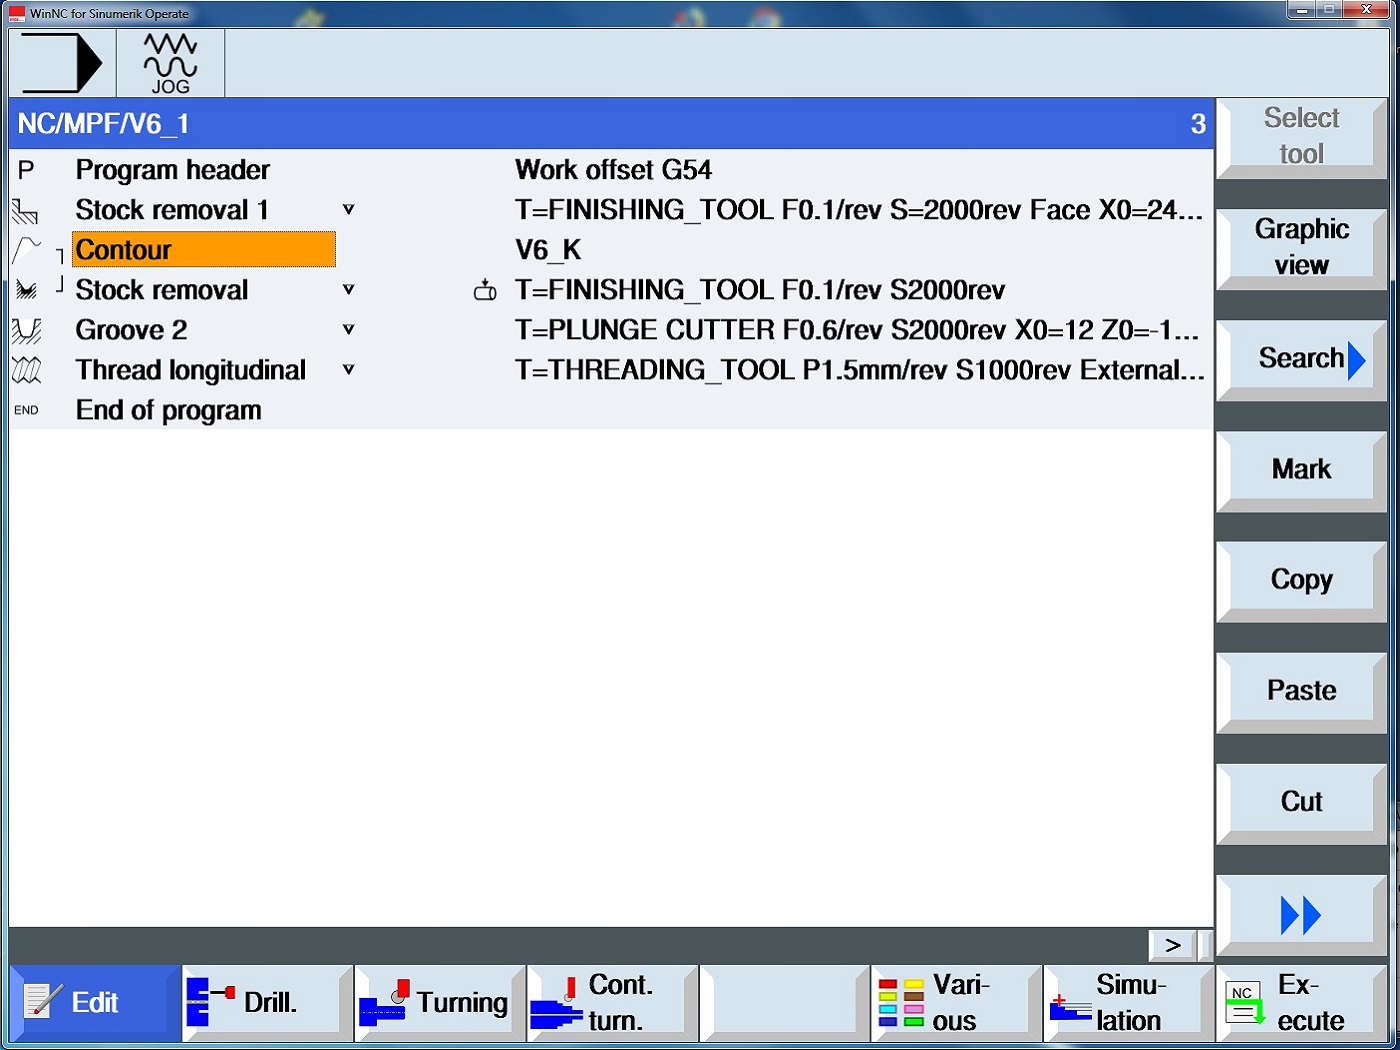 WinNC for Sinumerik Operate
JOG
NC/MPF/V6_1 3
P Program header Work offset G54
Stock removal 1 T=FINISHING_TOOL F0.1/rev S=2000rev Face X0=24...
Contour V6_K
Stock removal T=FINISHING_TOOL F0.1/rev S2000rev
Groove 2 T=PLUNGE CUTTER F0.6/rev S2000rev X0=12 Z0=-1...
Thread longitudinal T=THREADING_TOOL P1.5mm/rev S1000rev External...
END End of program
Select
tool
Graphic
view
Search
Mark
Copy
Paste
Cut
>
Edit
Drill.
Turning
Cont.
turn.
Vari-
ous
Simu-
lation
NC
Ex-
ecute